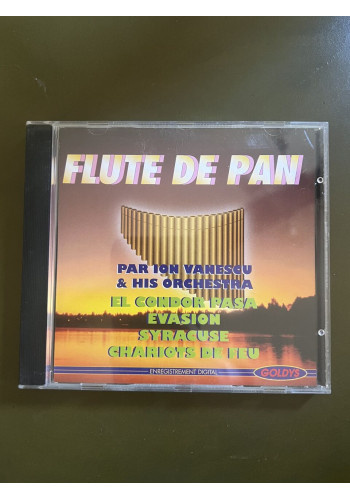 FLUTE DE PAN
PAR ION VANESCU
& HIS ORCHESTRA
EL CONDOR PASA
EVASION
SYRACUSE
CHARIOTS DE FEU
ENREGISTREMENT DIGITAL
GOLDYS